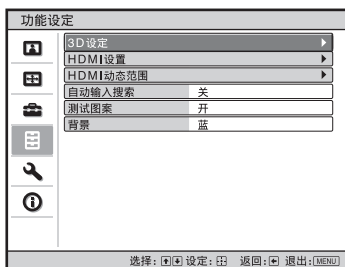 功能设定
3D设定
HDMI设置
HDMI动态范围
自动输入搜索 关
测试图案 开
背景 蓝
选择: 设定: 返回: 退出: MENU